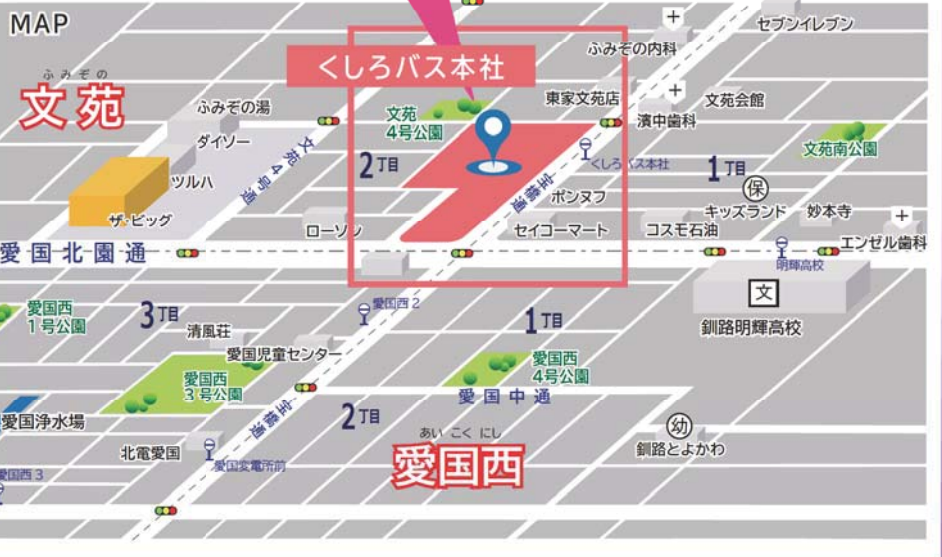 MAP
セブンイレブン
ふみぞの内科
くしろバス本社
ふみぞの
文苑
ふみぞの湯
文苑
4号公園
東家文苑店
濱中歯科
文苑会館
ダイソー
文苑4号通
2丁目
くしろバス本社
1丁目
文苑南公園
ツルハ
宝橋通
ポンヌフ
保
キッズランド
妙本寺
ザ・ビッグ
ローソン
セイコーマート
コスモ石油
エンゼル歯科
愛国北園通
明輝高校
文
釧路明輝高校
愛国西
1号公園
3丁目
愛国西2
1丁目
清風荘
愛国児童センター
愛国西
3号公園
愛国西
4号公園
愛国中通
愛国浄水場
宝橋通
2丁目
幼
釧路とよかわ
北電愛国
愛国変電所前
あいこくにし
愛国西
愛国西3